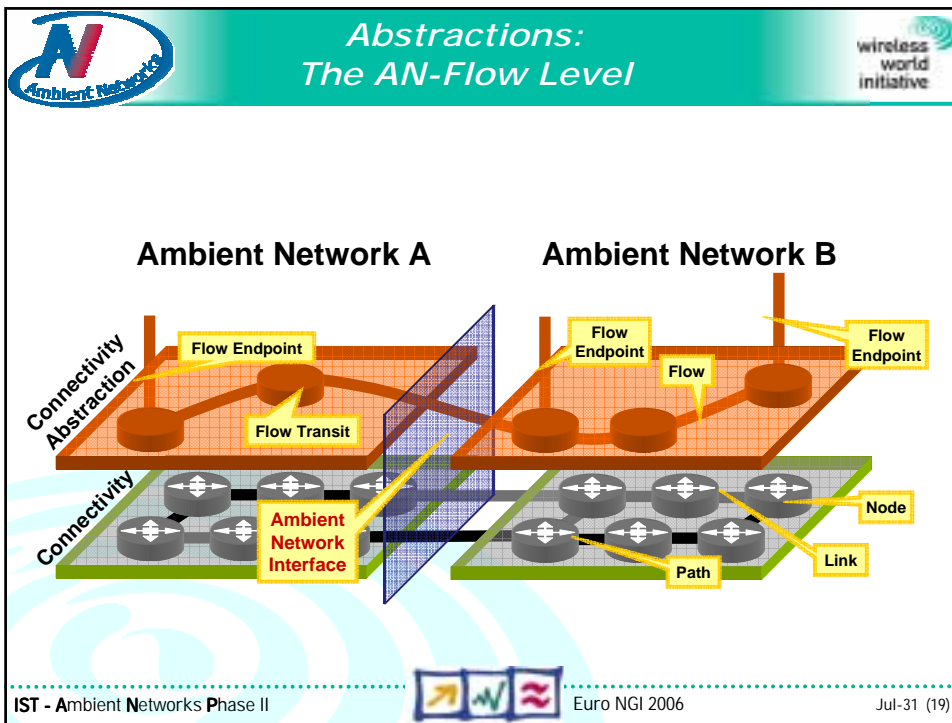 Ambient Networks
Abstractions:
The AN-Flow Level
wireless
world
initiative
Ambient Network A
Ambient Network B
Connectivity
Abstraction
Flow Endpoint
Flow Transit
Flow
Endpoint
Flow
Flow
Endpoint
Connectivity
Ambient
Network
Interface
Node
Link
Path
IST - Ambient Networks Phase II
Euro NGI 2006
Jul-31 (19)